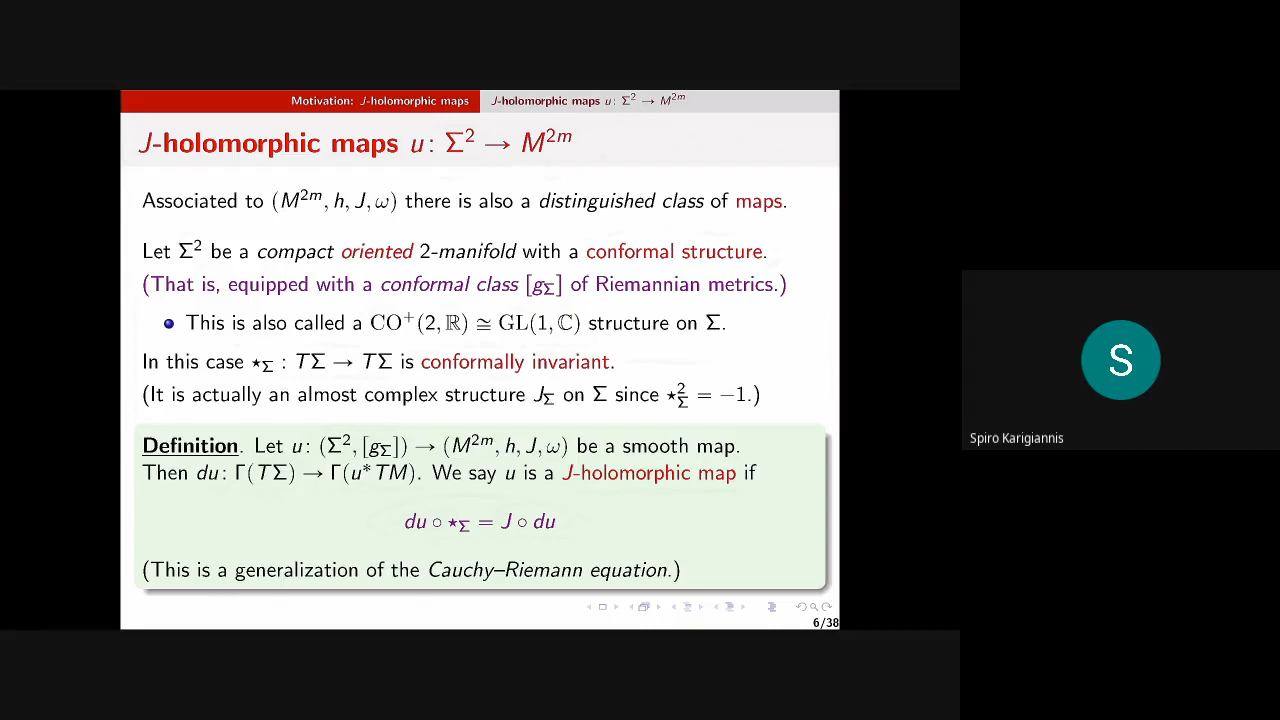 Motivation: J-holomorphic maps
J-holomorphic maps u: Σ² → M²ᵐ
J-holomorphic maps u: Σ² → M²ᵐ
Associated to (M²ᵐ, h, J, ω) there is also a distinguished class of maps.
Let Σ² be a compact oriented 2-manifold with a conformal structure.
(That is, equipped with a conformal class [g_Σ] of Riemannian metrics.)
This is also called a CO⁺(2, ℝ) ≅ GL(1, ℂ) structure on Σ.
In this case ⋆_Σ : TΣ → TΣ is conformally invariant.
(It is actually an almost complex structure J_Σ on Σ since ⋆²_Σ = −1.)
Definition. Let u: (Σ², [g_Σ]) → (M²ᵐ, h, J, ω) be a smooth map.
Then du: Γ(TΣ) → Γ(u*TM). We say u is a J-holomorphic map if
du ∘ ⋆_Σ = J ∘ du
(This is a generalization of the Cauchy–Riemann equation.)
6/38
S
Spiro Karigiannis